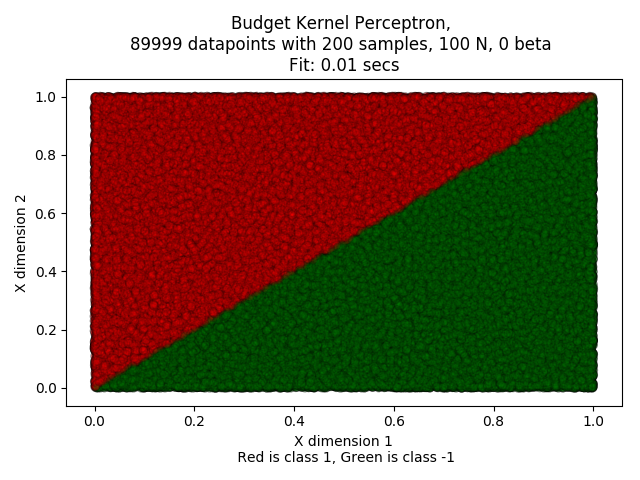 Budget Kernel Perceptron,
89999 datapoints with 200 samples, 100 N, 0 beta
Fit: 0.01 secs
1.0
0.8
0.6
0.4
0.2
0.0
X dimension 2
0.0 0.2 0.4 0.6 0.8 1.0
X dimension 1
Red is class 1, Green is class -1